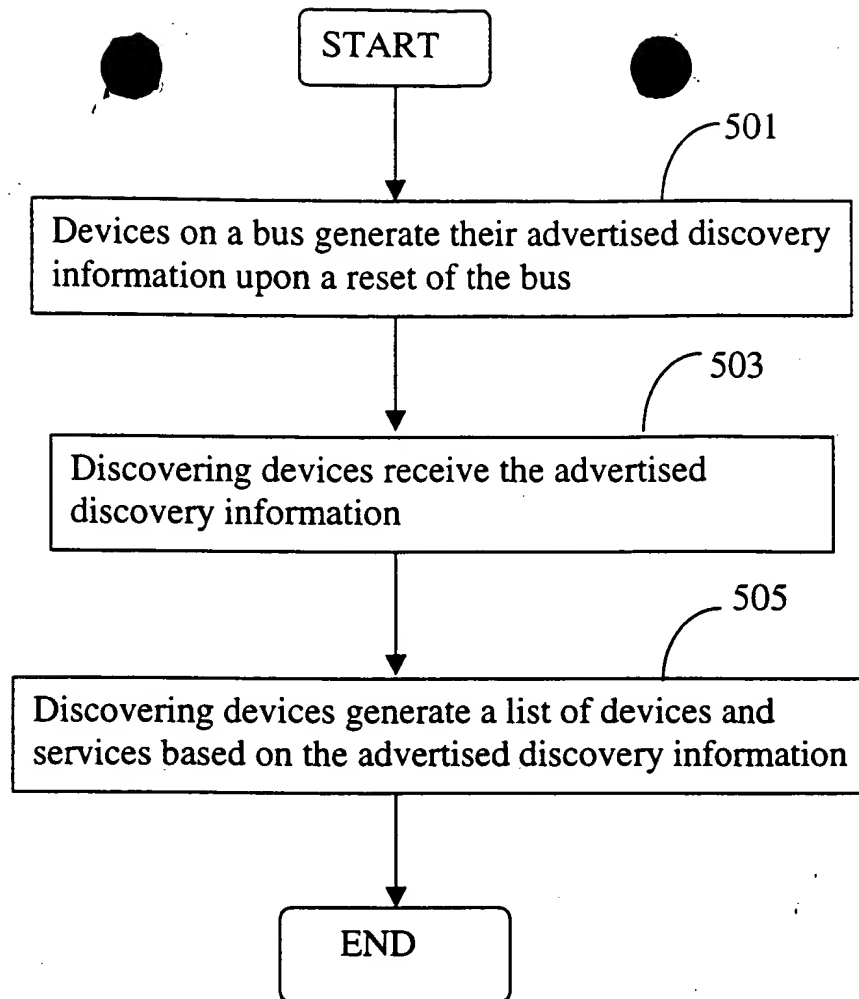 START
501
Devices on a bus generate their advertised discovery
information upon a reset of the bus
503
Discovering devices receive the advertised
discovery information
505
Discovering devices generate a list of devices and
services based on the advertised discovery information
END